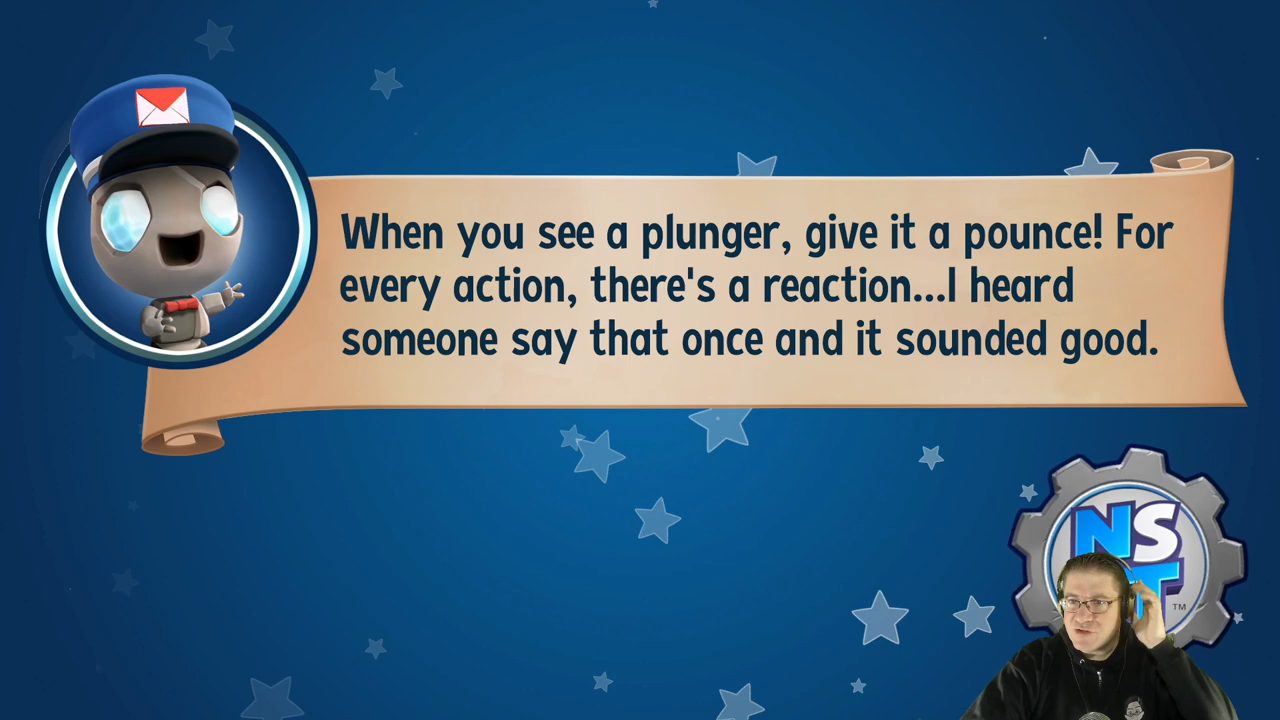 When you see a plunger, give it a pounce! For
every action, there's a reaction...I heard
someone say that once and it sounded good.
NS
T
TM